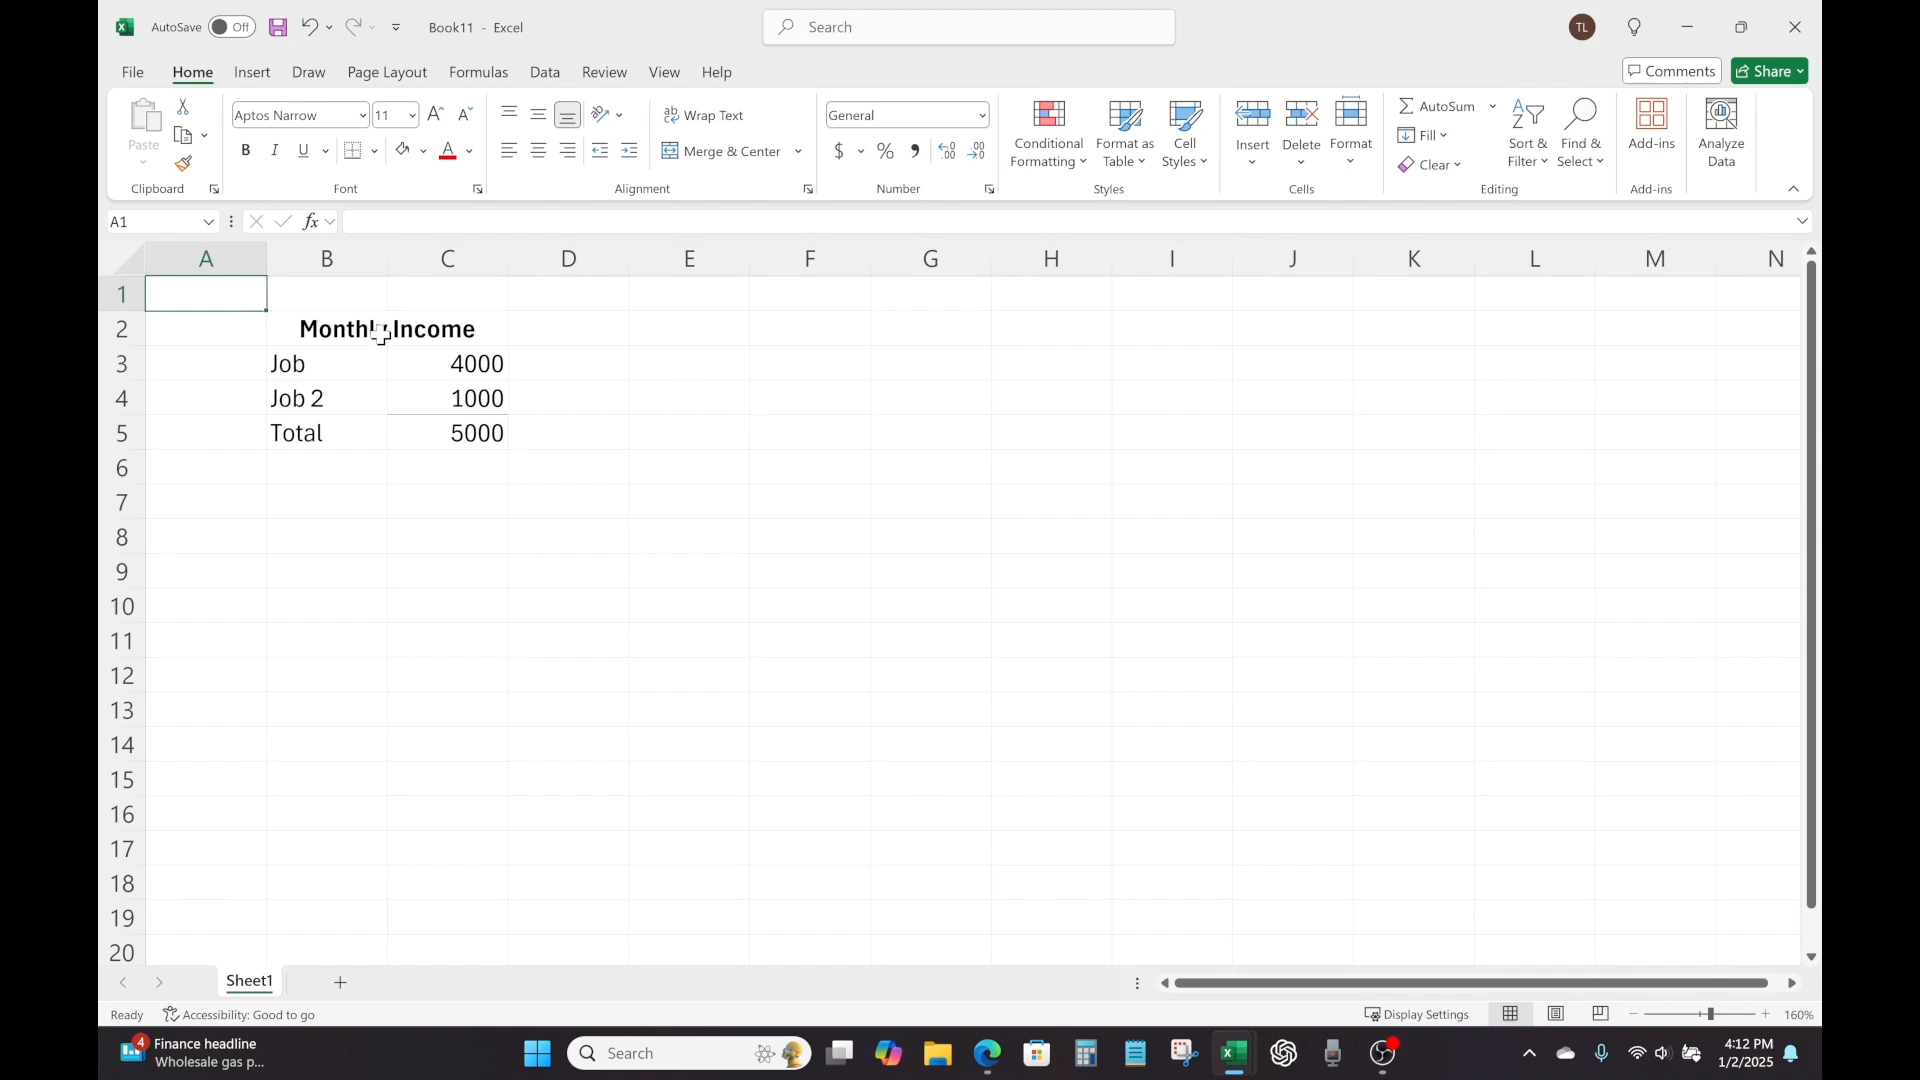 AutoSave Off Book11 - Excel Search TL
File Home Insert Draw Page Layout Formulas Data Review View Help Comments Share
Paste Aptos Narrow 11 A A Wrap Text General Conditional Formatting Format as Table Cell Styles Insert Delete Format AutoSum Fill Clear Sort & Filter Find & Select Add-ins Analyze Data
B I U A Merge & Center $ % , .00 .00
Clipboard Font Alignment Number Styles Cells Editing Add-ins
A1 fx
A B C D E F G H I J K L M N
1
2 Monthly Income
3 Job 4000
4 Job 2 1000
5 Total 5000
6
7
8
9
10
11
12
13
14
15
16
17
18
19
20
Sheet1
Ready Accessibility: Good to go Display Settings 160%
4 Finance headline Search 4:12 PM
Wholesale gas p... 1/2/2025